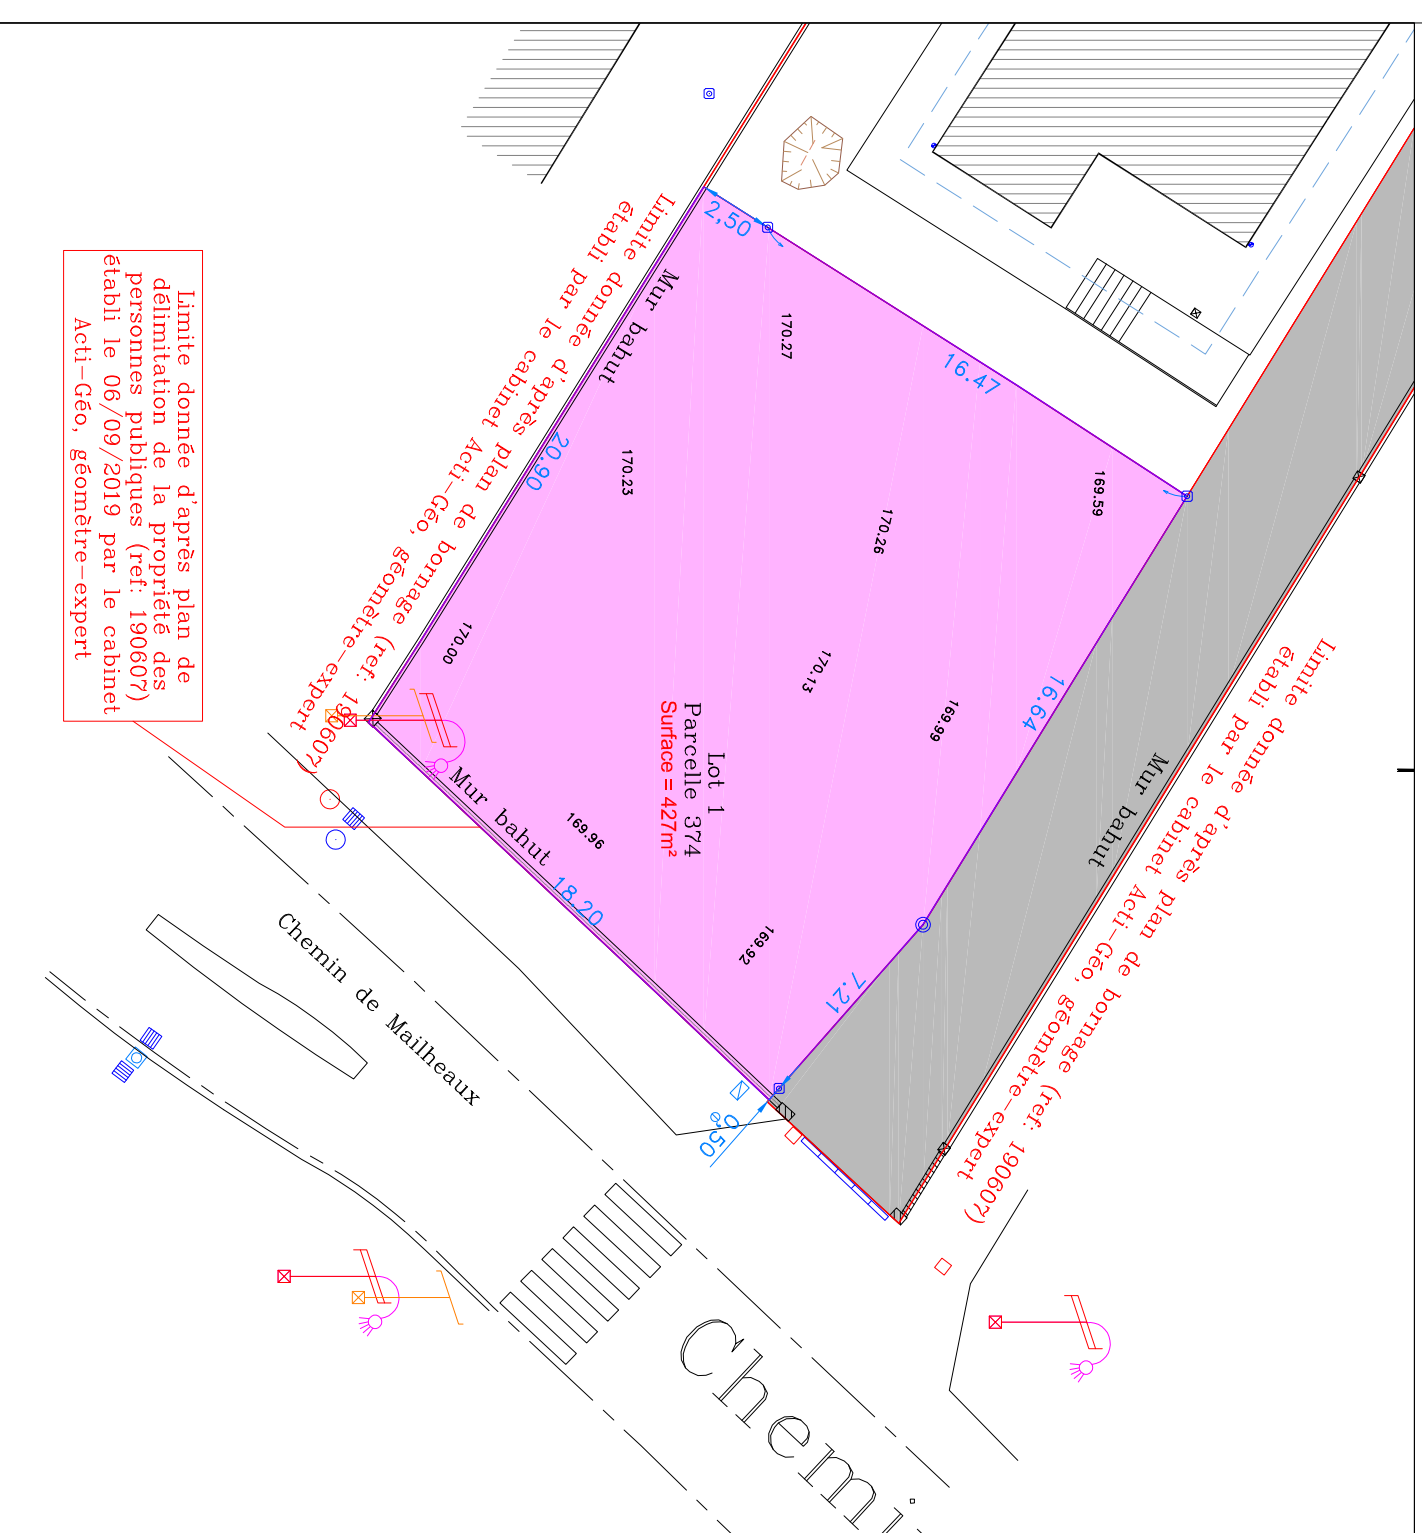 2,50
16.47
Mur bahut
170.27
170.23
169.59
170.26
20.90
Limite donnée d'après plan de bornage (ref: 190607)
établi par le cabinet Acti-Géo, géomètre-expert
Limite donnée d'après plan de
délimitation de la propriété des
personnes publiques (ref: 190607)
établi le 06/09/2019 par le cabinet
Acti-Géo, géomètre-expert
170.00
170.13
169.99
16.64
Lot 1
Parcelle 374
Surface = 427m²
Limite donnée d'après plan de bornage (ref: 190607)
établi par le cabinet Acti-Géo, géomètre-expert
Mur bahut
Mur bahut
169.96
18.20
169.92
7.21
0,50
Chemin de Mailheaux
Chemi